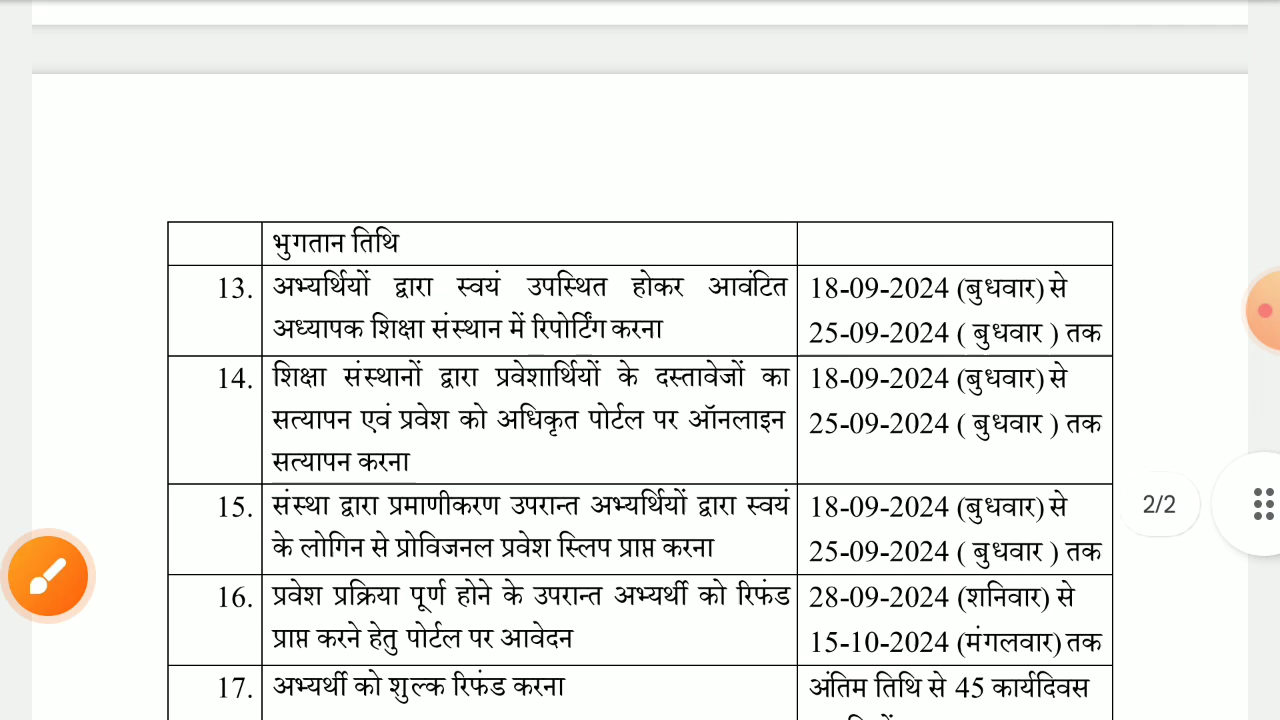 भुगतान तिथि
13. अभ्यर्थियों द्वारा स्वयं उपस्थित होकर आवंटित 18-09-2024 (बुधवार) से
अध्यापक शिक्षा संस्थान में रिपोर्टिंग करना 25-09-2024 ( बुधवार ) तक
14. शिक्षा संस्थानों द्वारा प्रवेशार्थियों के दस्तावेजों का 18-09-2024 (बुधवार) से
सत्यापन एवं प्रवेश को अधिकृत पोर्टल पर ऑनलाइन 25-09-2024 ( बुधवार ) तक
सत्यापन करना
15. संस्था द्वारा प्रमाणीकरण उपरान्त अभ्यर्थियों द्वारा स्वयं 18-09-2024 (बुधवार) से
के लोगिन से प्रोविजनल प्रवेश स्लिप प्राप्त करना 25-09-2024 ( बुधवार ) तक
2/2
16. प्रवेश प्रक्रिया पूर्ण होने के उपरान्त अभ्यर्थी को रिफंड 28-09-2024 (शनिवार) से
प्राप्त करने हेतु पोर्टल पर आवेदन 15-10-2024 (मंगलवार) तक
17. अभ्यर्थी को शुल्क रिफंड करना अंतिम तिथि से 45 कार्यदिवस